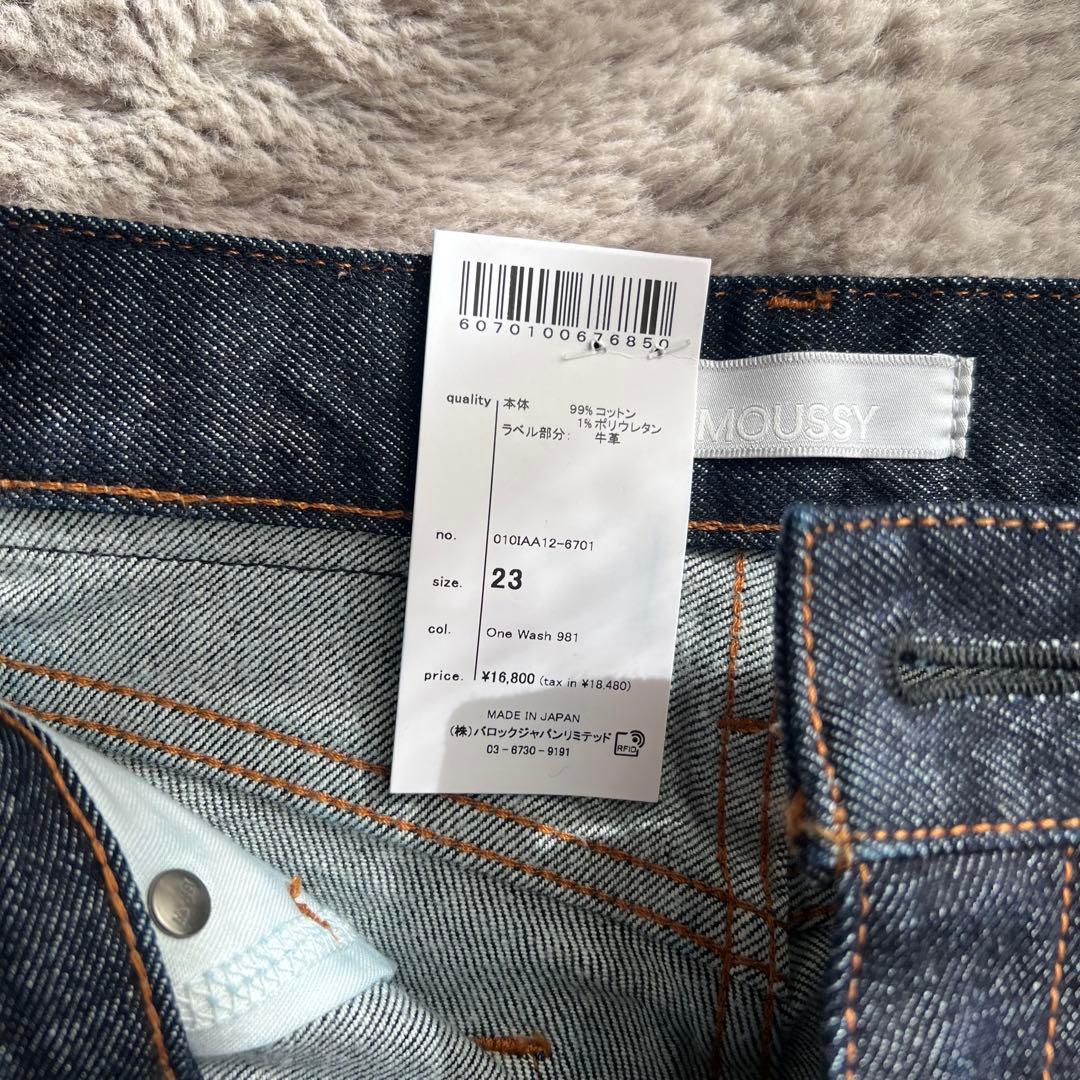 6070100676850
quality 本体 99%コットン
1%ポリウレタン
ラベル部分: 牛革
MOUSSY
no. 010IAA12-6701
size. 23
col. One Wash 981
price. ¥16,800 (tax in ¥18,480)
MADE IN JAPAN
(株)バロックジャパンリミテッド
RFID
03-6730-9191